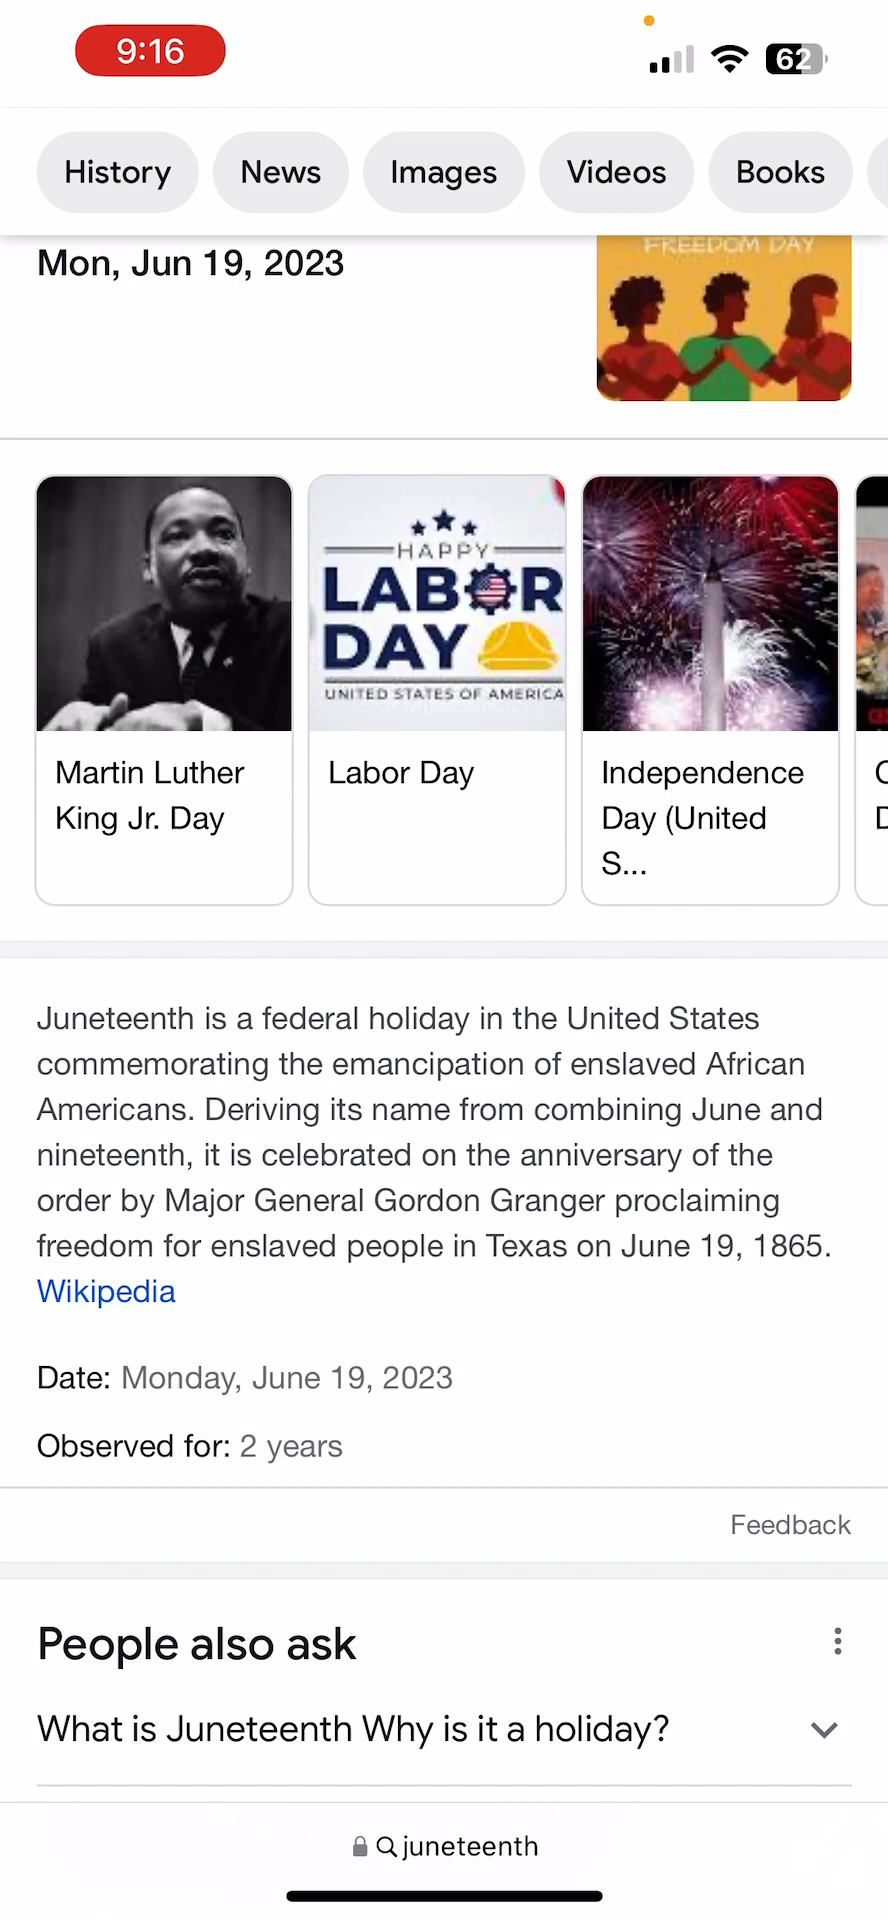 9:16
62
History News Images Videos Books
Mon, Jun 19, 2023
FREEDOM DAY
HAPPY
LABOR
DAY
UNITED STATES OF AMERICA
Martin Luther
King Jr. Day
Labor Day
Independence
Day (United
S...
Juneteenth is a federal holiday in the United States
commemorating the emancipation of enslaved African
Americans. Deriving its name from combining June and
nineteenth, it is celebrated on the anniversary of the
order by Major General Gordon Granger proclaiming
freedom for enslaved people in Texas on June 19, 1865.
Wikipedia
Date: Monday, June 19, 2023
Observed for: 2 years
Feedback
People also ask
What is Juneteenth Why is it a holiday?
juneteenth